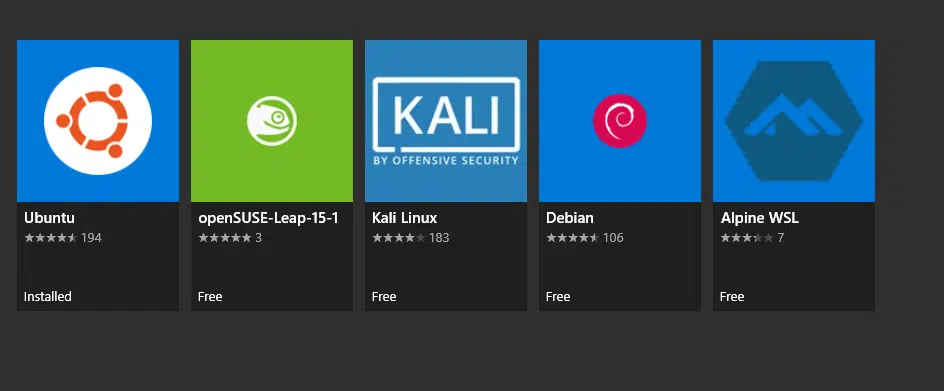 KALI
BY OFFENSIVE SECURITY
Ubuntu
194
Installed
openSUSE-Leap-15-1
3
Free
Kali Linux
183
Free
Debian
106
Free
Alpine WSL
7
Free